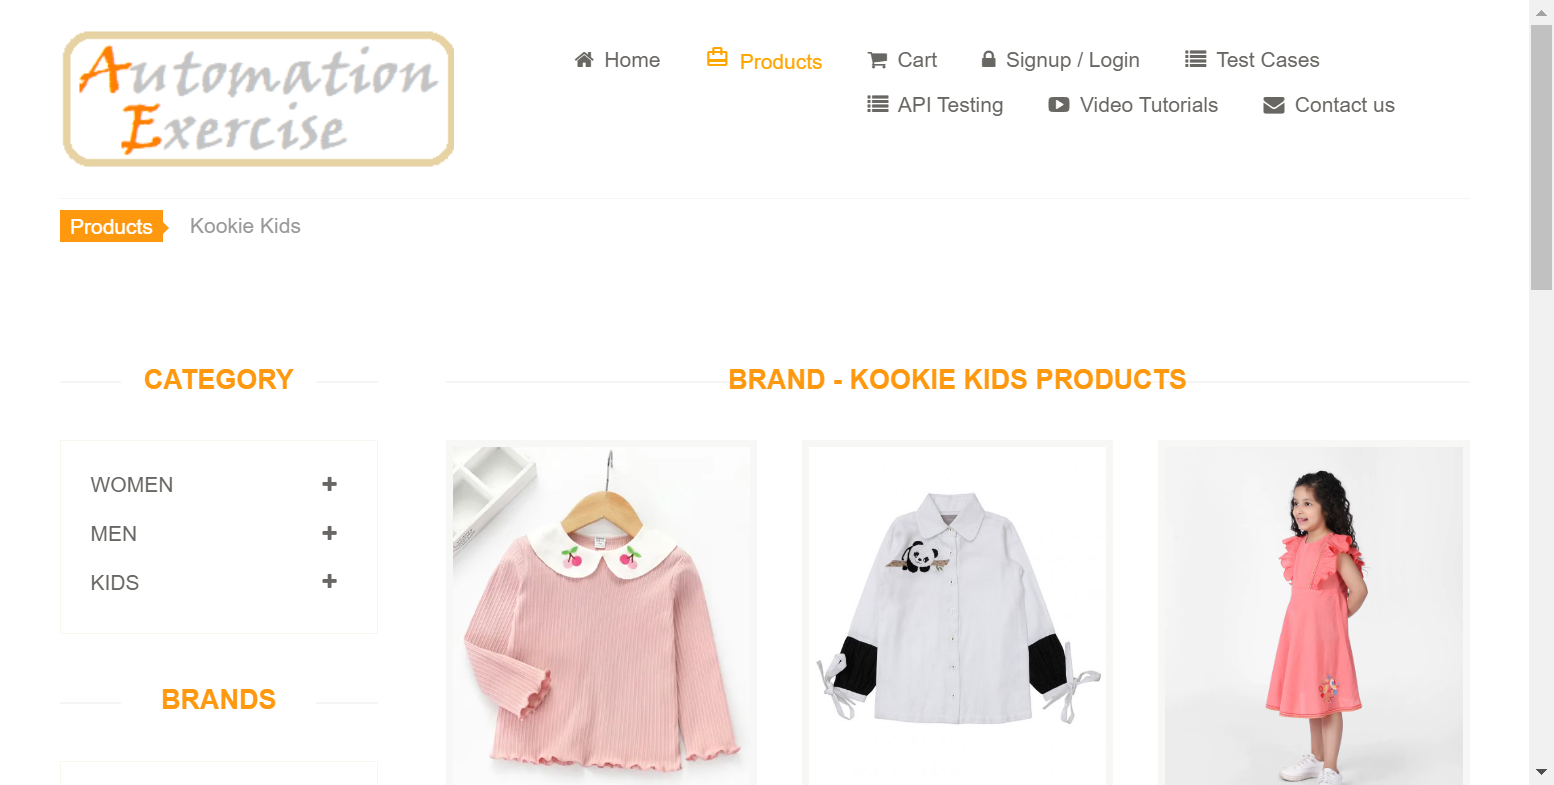 Automation
Exercise
Home
Products
Cart
Signup / Login
Test Cases
API Testing
Video Tutorials
Contact us
Products
Kookie Kids
CATEGORY
WOMEN
MEN
KIDS
BRANDS
BRAND - KOOKIE KIDS PRODUCTS